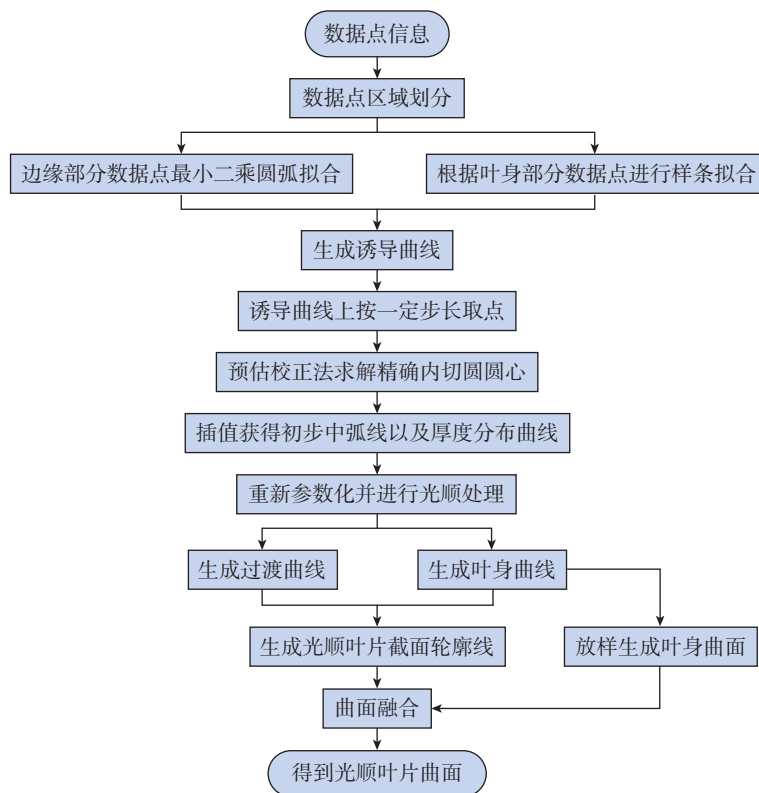 数据点信息
数据点区域划分
边缘部分数据点最小二乘圆弧拟合
根据叶身部分数据点进行样条拟合
生成诱导曲线
诱导曲线上按一定步长取点
预估校正法求解精确内切圆圆心
插值获得初步中弧线以及厚度分布曲线
重新参数化并进行光顺处理
生成过渡曲线
生成叶身曲线
生成光顺叶片截面轮廓线
放样生成叶身曲面
曲面融合
得到光顺叶片曲面